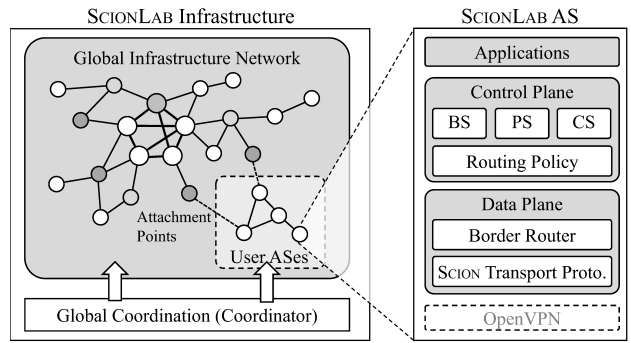 SCIONLAB Infrastructure
Global Infrastructure Network
Attachment
Points
User ASes
Global Coordination (Coordinator)
SCIONLAB AS
Applications
Control Plane
BS
PS
CS
Routing Policy
Data Plane
Border Router
SCION Transport Proto.
OpenVPN